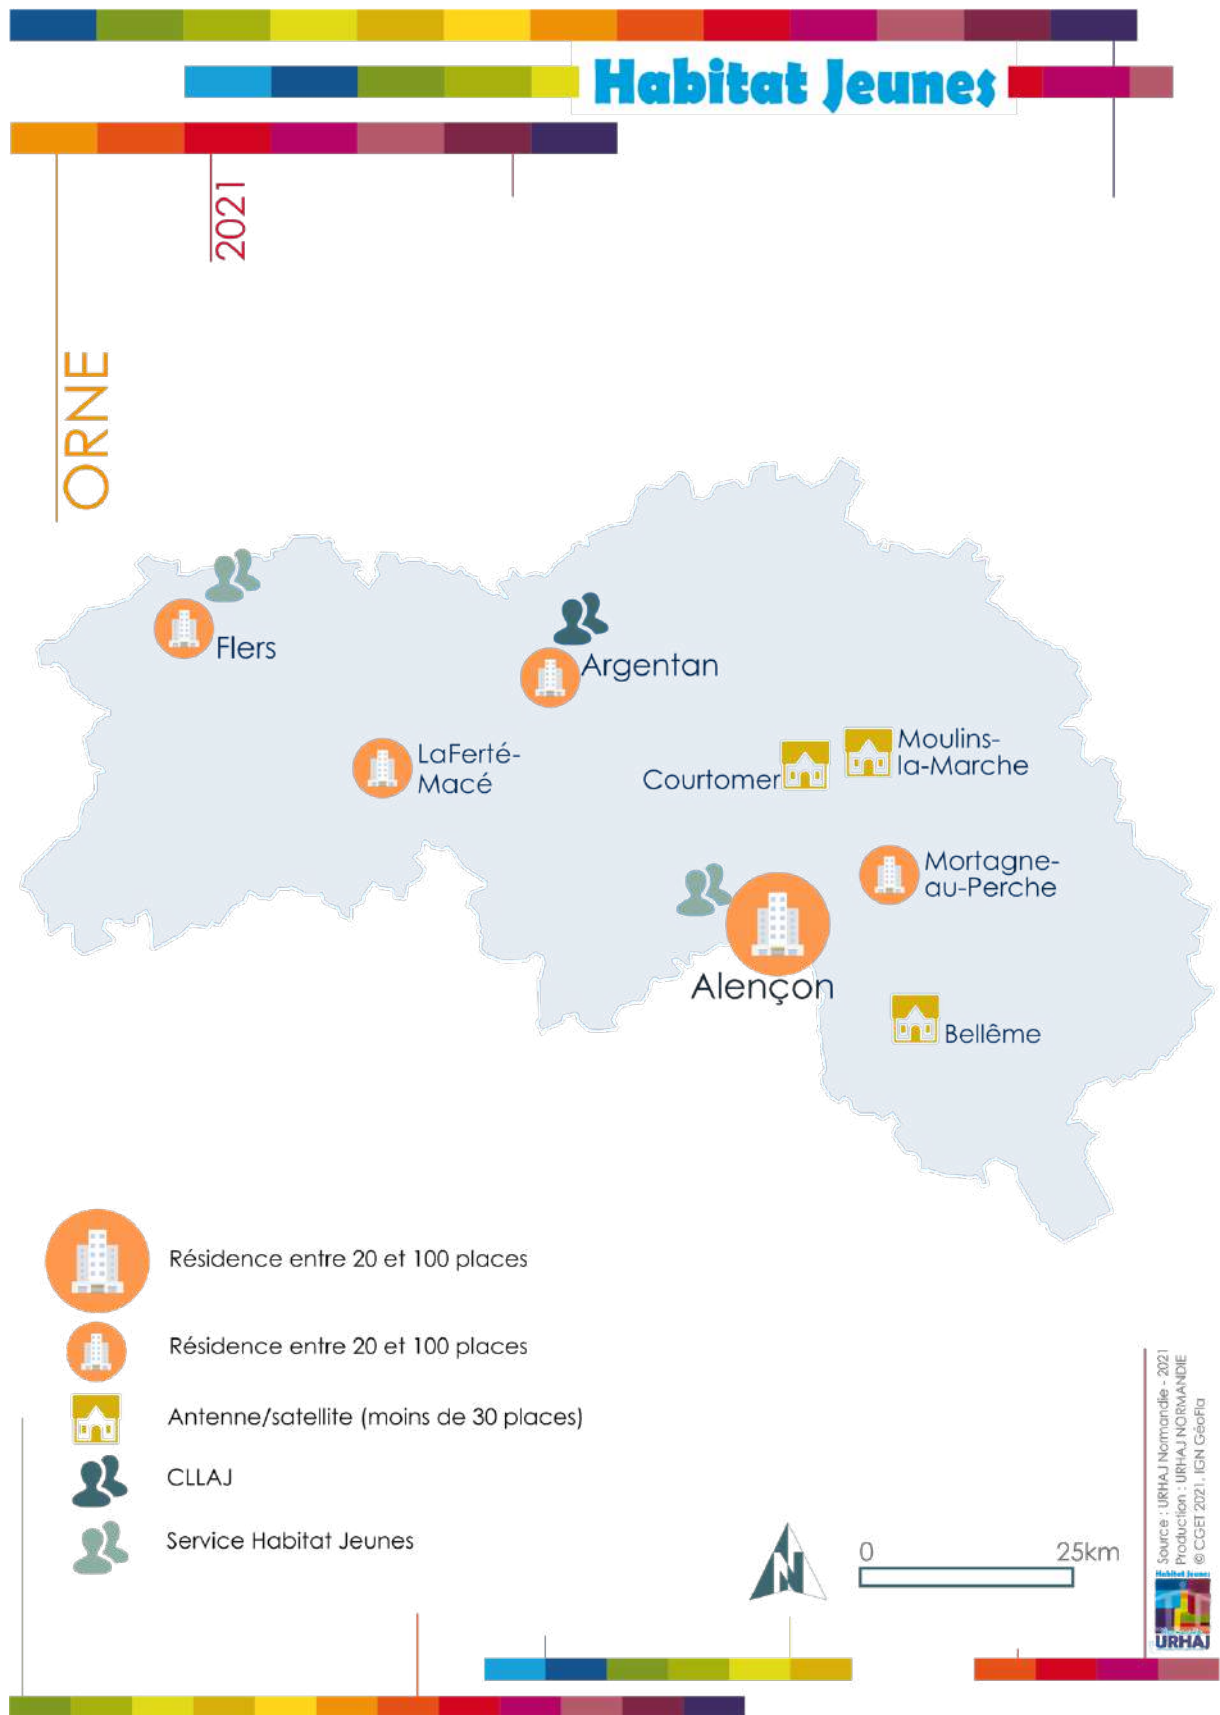 Habitat Jeunes
2021
ORNE
Flers
Argentan
LaFerté-
Macé
Moulins-
la-Marche
Courtomer
Mortagne-
au-Perche
Alençon
Bellême
Résidence entre 20 et 100 places
Résidence entre 20 et 100 places
Antenne/satellite (moins de 30 places)
CLLAJ
Service Habitat Jeunes
N
0 25km
Source : URHAJ Normandie - 2021
Production : URHAJ NORMANDIE
© CGET 2021, IGN GéoFla
Habitat Jeunes
URHAJ